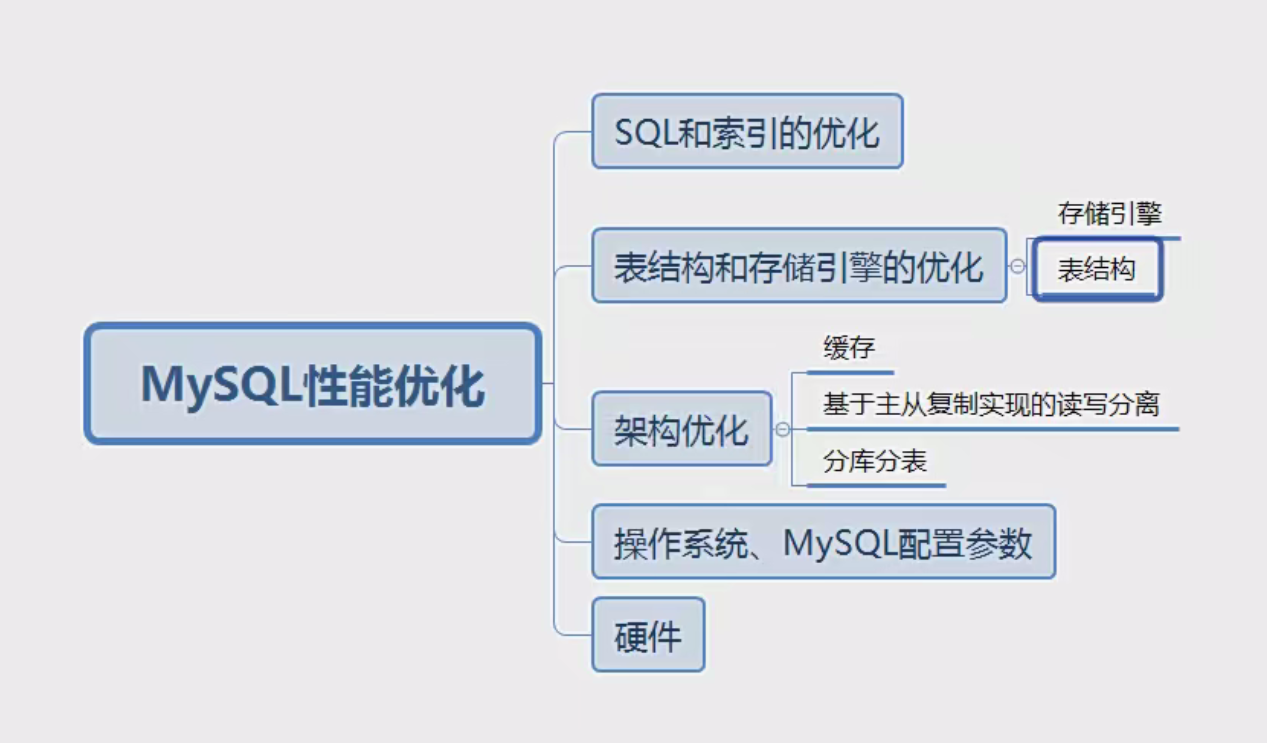 SQL和索引的优化
存储引擎
表结构和存储引擎的优化
表结构
缓存
MySQL性能优化
基于主从复制实现的读写分离
架构优化
分库分表
操作系统、MySQL配置参数
硬件